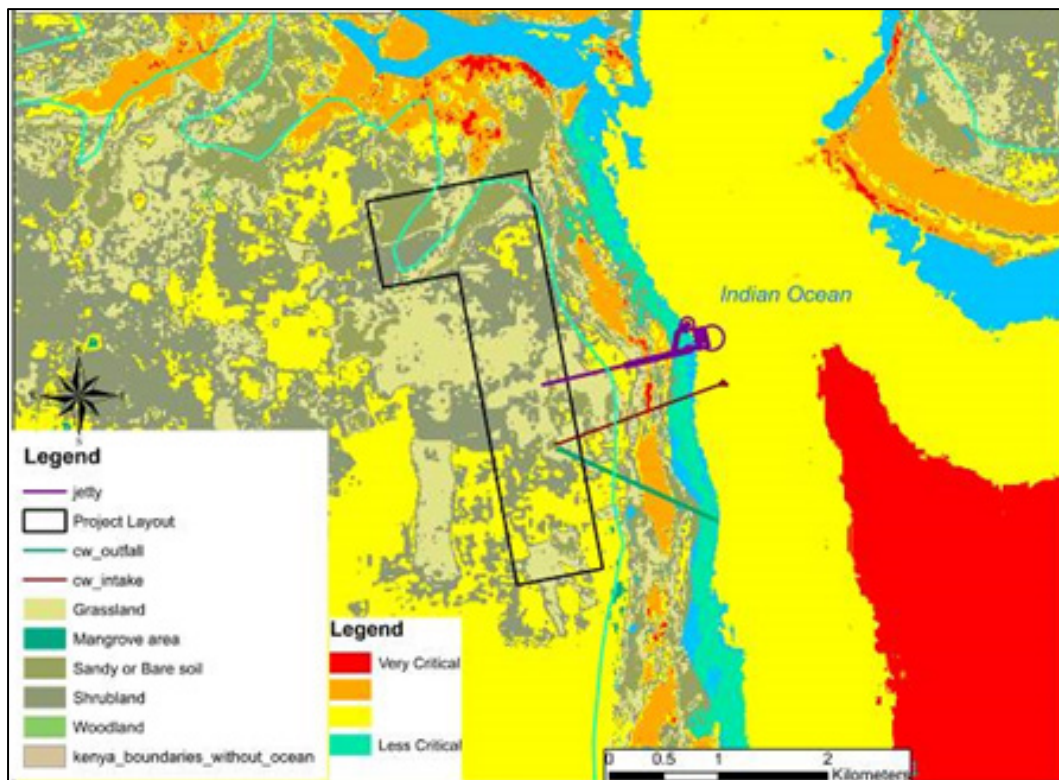 Indian Ocean
S
Legend
jetty
Project Layout
cw_outfall
cw_intake
Grassland
Mangrove area
Sandy or Bare soil
Shrubland
Woodland
kenya_boundaries_without_ocean
Legend
Very Critical
Less Critical
0 0.5 1 2
Kilometers